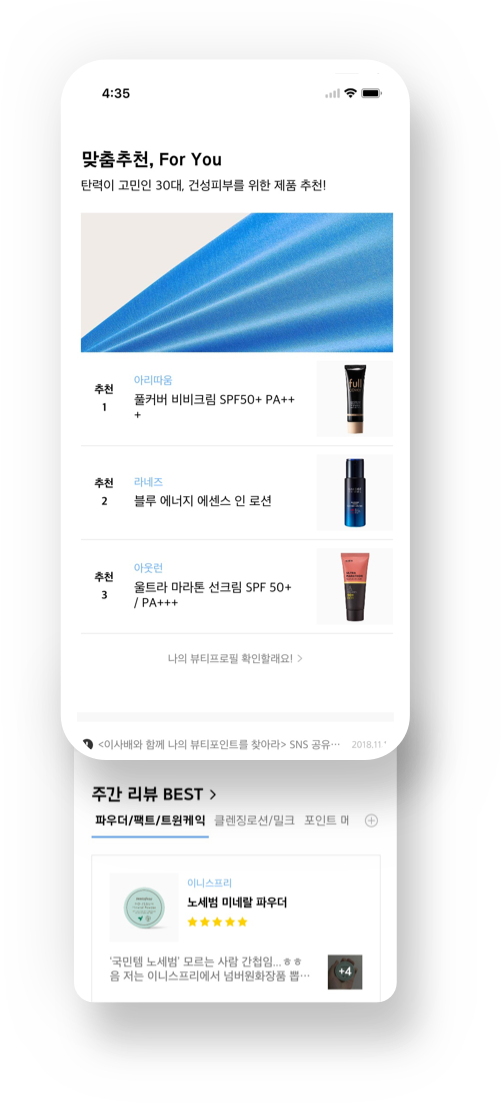 4:35
맞춤추천, For You
탄력이 고민인 30대, 건성피부를 위한 제품 추천!
추천
1
아리따움
풀커버 비비크림 SPF50+ PA++
+
full
추천
2
라네즈
블루 에너지 에센스 인 로션
추천
3
아웃런
울트라 마라톤 선크림 SPF 50+
/ PA+++
나의 뷰티프로필 확인할래요! >
<이사배와 함께 나의 뷰티포인트를 찾아라> SNS 공유… 2018.11
주간 리뷰 BEST >
파우더/팩트/트윈케익 클렌징로션/밀크 포인트 머
이니스프리
노세범 미네랄 파우더
'국민템 노세범' 모르는 사람 간첩임...ㅎㅎ
음 저는 이니스프리에서 넘버원화장품 뽑…
+4